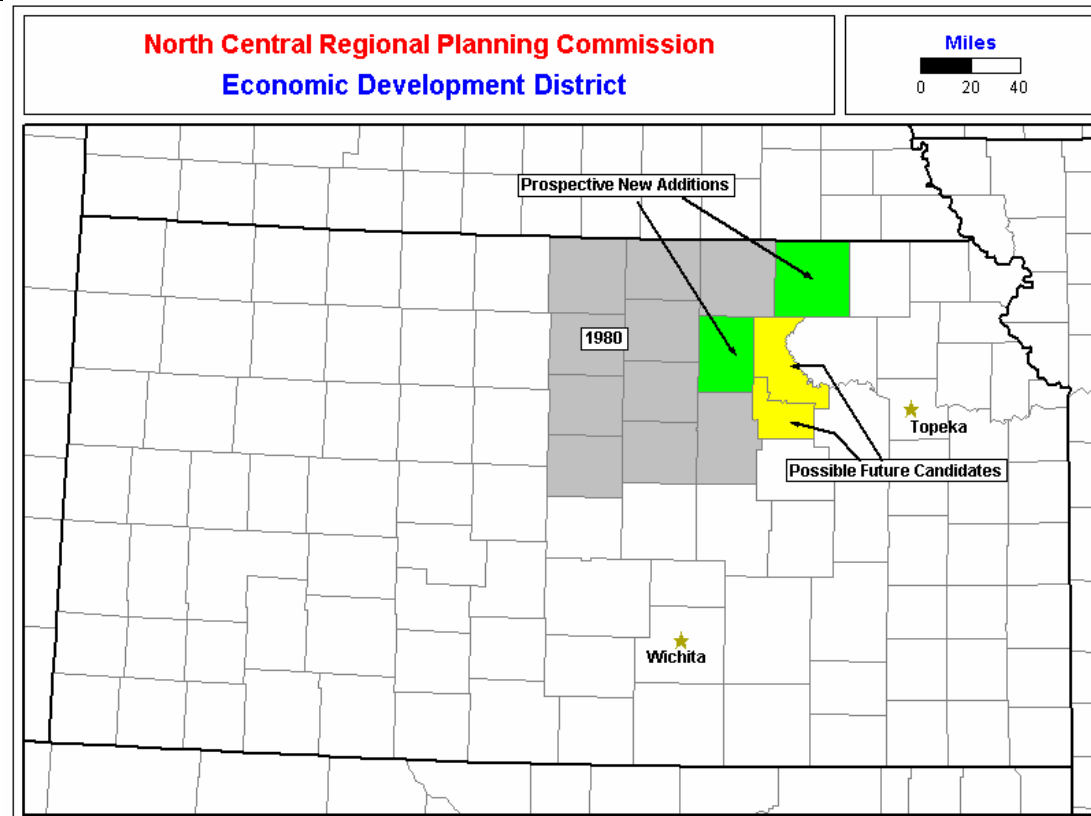 North Central Regional Planning Commission
Economic Development District
Miles
0 20 40
Prospective New Additions
1980
Topeka
Possible Future Candidates
Wichita